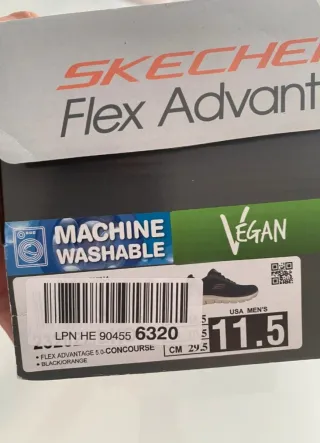 SKECHE
Flex Advant
MACHINE
WASHABLE
VEGAN
LPN HE 90455 6320
USA MEN'S
11.5
CM 29.5
• FLEX ADVANTAGE 5.0-CONCOURSE
• BLACK/ORANGE